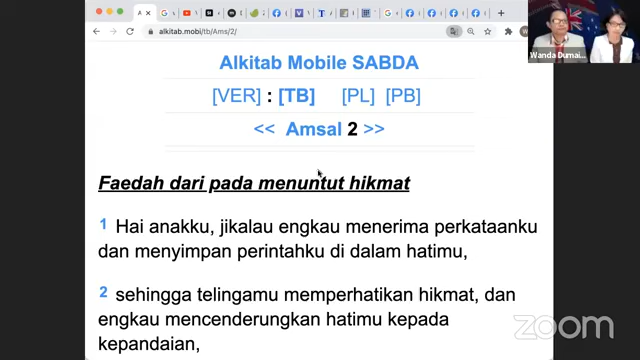 alkitab.mobi/tb/Ams/2/
Wanda Dumai...
Alkitab Mobile SABDA
[VER] : [TB] [PL] [PB]
<< Amsal 2 >>
Faedah dari pada menuntut hikmat
1 Hai anakku, jikalau engkau menerima perkataanku
dan menyimpan perintahku di dalam hatimu,
2 sehingga telingamu memperhatikan hikmat, dan
engkau mencenderungkan hatimu kepada
kepandaian,
zoom